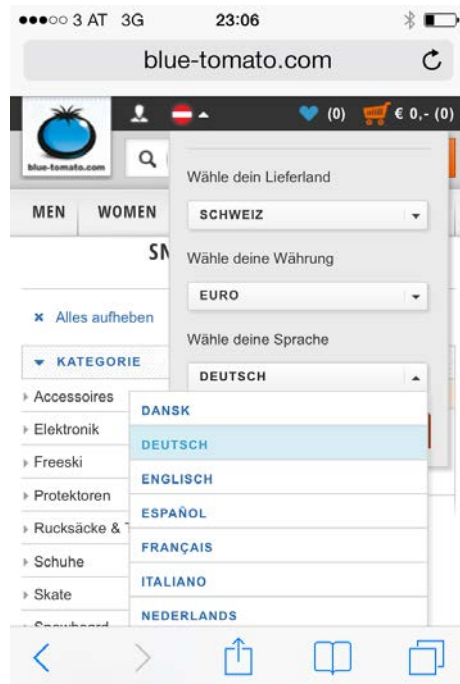 3 AT 3G 23:06
blue-tomato.com
(0) € 0,- (0)
blue-tomato.com
Wähle dein Lieferland
MEN WOMEN
SCHWEIZ
SN
Wähle deine Währung
EURO
× Alles aufheben
Wähle deine Sprache
KATEGORIE
DEUTSCH
Accessoires
DANSK
Elektronik
DEUTSCH
Freeski
ENGLISCH
Protektoren
ESPAÑOL
Rucksäcke &
FRANÇAIS
Schuhe
ITALIANO
Skate
NEDERLANDS